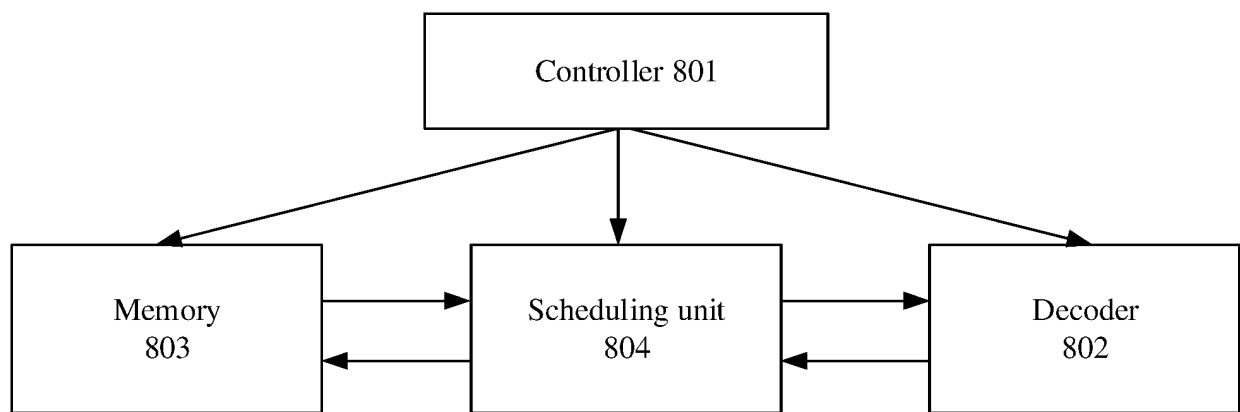 Controller 801
Memory
803
Scheduling unit
804
Decoder
802